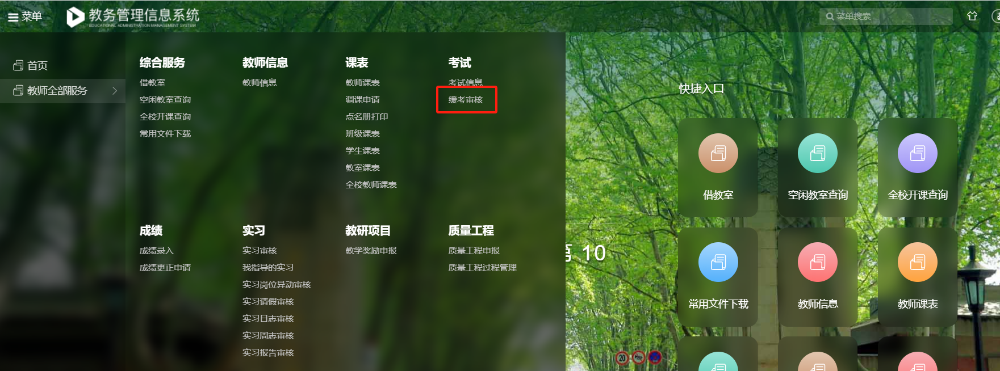 菜单
教务管理信息系统
EDUCATIONAL ADMINISTRATION MANAGEMENT SYSTEM
菜单搜索
首页
教师全部服务
综合服务
借教室
空闲教室查询
全校开课查询
常用文件下载
教师信息
教师信息
课表
教师课表
调课申请
点名册打印
班级课表
学生课表
教室课表
全校教师课表
考试
考试信息
缓考审核
成绩
成绩录入
成绩更正申请
实习
实习审核
我指导的实习
实习岗位异动审核
实习请假审核
实习日志审核
实习周志审核
实习报告审核
教研项目
教学奖励申报
质量工程
质量工程申报
质量工程过程管理
10
快捷入口
借教室
空闲教室查询
全校开课查询
常用文件下载
教师信息
教师课表
20